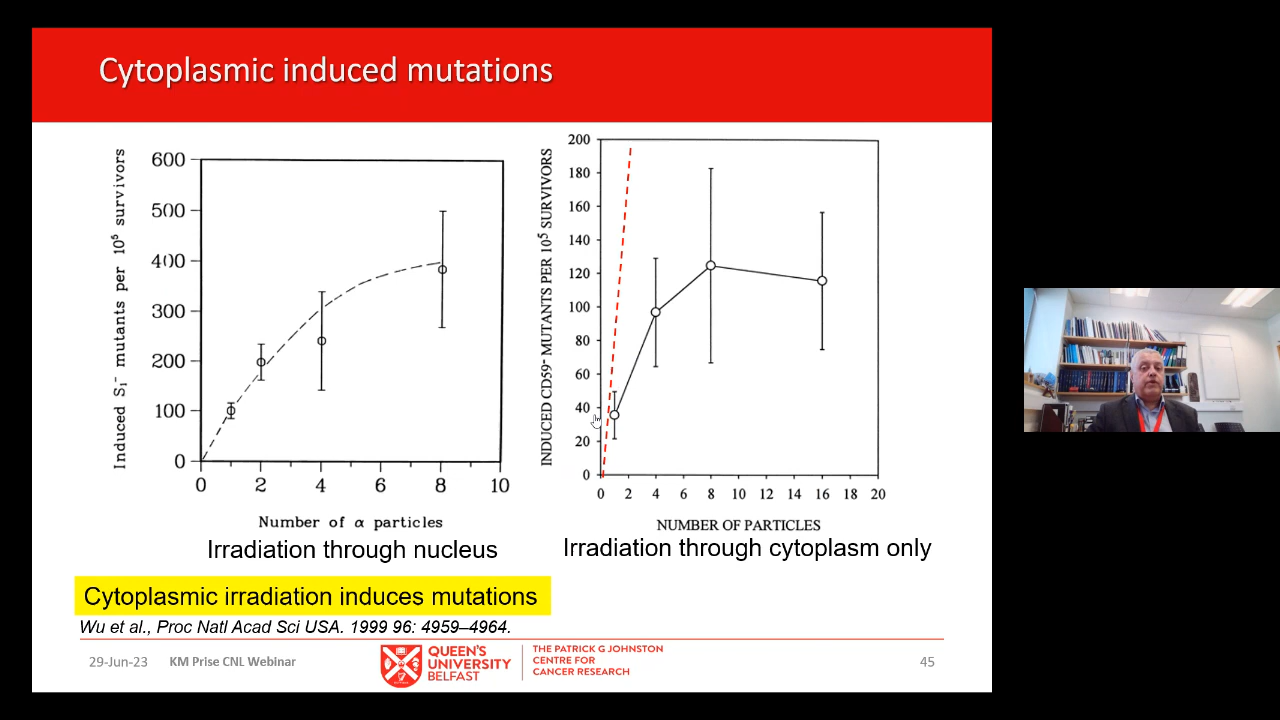 Cytoplasmic induced mutations
Induced Si⁻ mutants per 10⁵ survivors
600
500
400
300
200
100
0
0 2 4 6 8 10
Number of α particles
Irradiation through nucleus
INDUCED CD59⁻ MUTANTS PER 10⁵ SURVIVORS
200
180
160
140
120
100
80
60
40
20
0
0 2 4 6 8 10 12 14 16 18 20
NUMBER OF PARTICLES
Irradiation through cytoplasm only
Cytoplasmic irradiation induces mutations
Wu et al., Proc Natl Acad Sci USA. 1999 96: 4959–4964.
29-Jun-23 KM Prise CNL Webinar
QUEEN'S
UNIVERSITY
BELFAST
THE PATRICK G JOHNSTON
CENTRE FOR
CANCER RESEARCH
45